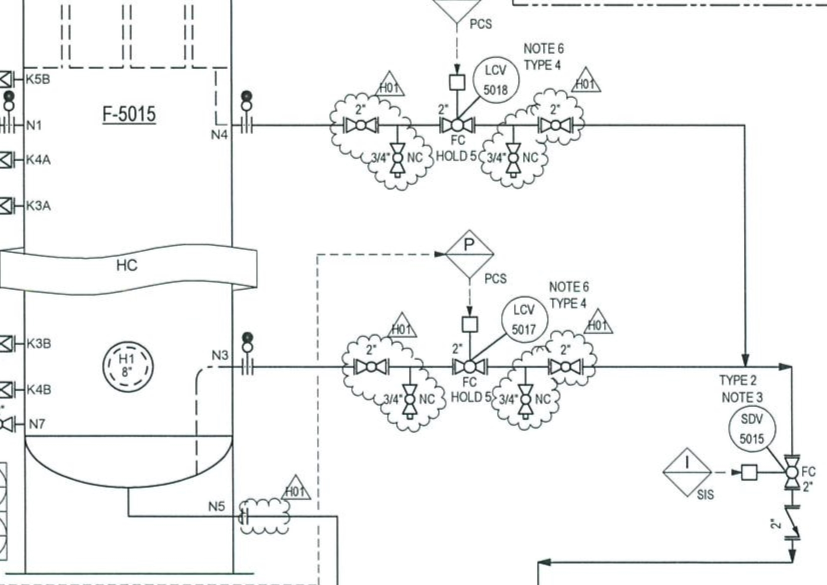 PCS
NOTE 6
TYPE 4
LCV
5018
H01
H01
K5B
F-5015
2"
2"
2"
N1
N4
FC
HOLD 5
3/4"
NC
3/4"
NC
K4A
K3A
P
HC
PCS
NOTE 6
TYPE 4
LCV
5017
H01
H01
K3B
N3
2"
2"
2"
H1
8"
FC
HOLD 5
3/4"
NC
3/4"
NC
K4B
N7
TYPE 2
NOTE 3
SDV
5015
I
SIS
FC
2"
H01
N5
2"